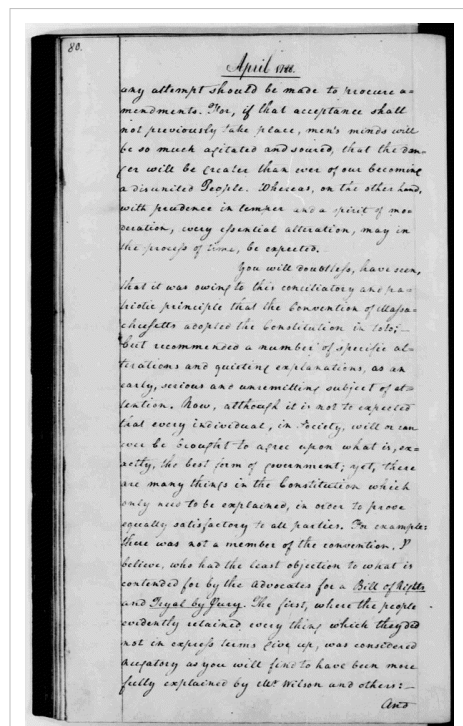 80.
April 1788.
any attempt should be made to procure a-
mendments. For, if that acceptance shall
not previously take place, men's minds will
be so much agitated and soured, that the dan-
ger will be greater than ever of our becoming
a disunited People. Whereas, on the other hand,
with prudence in temper and a spirit of mo-
deration, every essential alteration, may in
the process of time, be expected.
You will doubtless, have seen,
that it was owing to this conciliatory and pa-
triotic principle that the Convention of Massa-
chusetts adopted the Constitution in toto;—
but recommended a number of specific al-
terations and quieting explanations, as an
early, serious and unremitting subject of at-
tention. Now, although it is not to expected
that every individual, in Society, will or can
ever be brought to agree upon what is, ex-
actly, the best form of government; yet, there
are many things in the Constitution which
only need to be explained, in order to prove
equally satisfactory to all parties. For example:
there was not a member of the convention, I
believe, who had the least objection to what is
contended for by the Advocates for a Bill of Rights
and Tryal by Jury. The first, where the people
evidently retained every thing which they did
not in express terms give up, was considered
nugatory as you will find to have been more
fully explained by Mr. Wilson and others:—
And